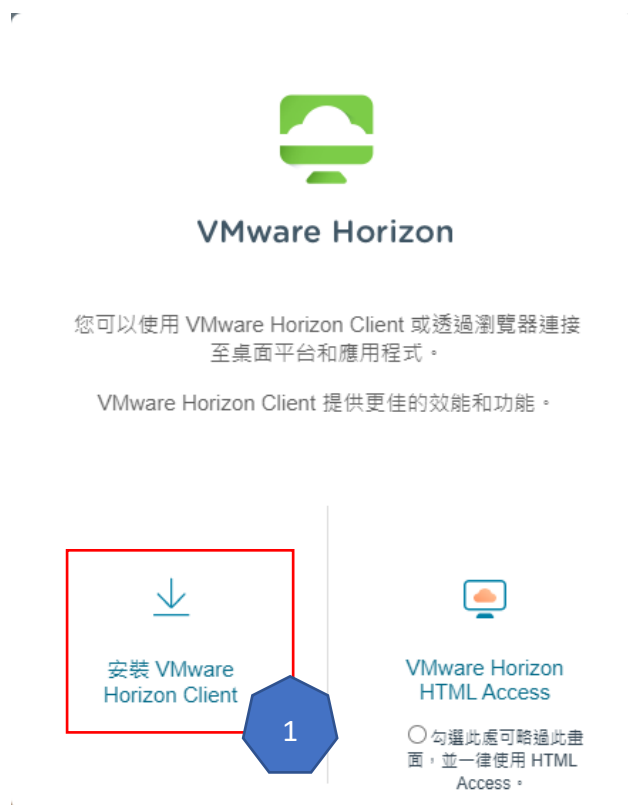 VMware Horizon
您可以使用 VMware Horizon Client 或透過瀏覽器連接
至桌面平台和應用程式。
VMware Horizon Client 提供更佳的效能和功能。
安裝 VMware
Horizon Client
1
VMware Horizon
HTML Access
勾選此處可略過此畫
面，並一律使用 HTML
Access。